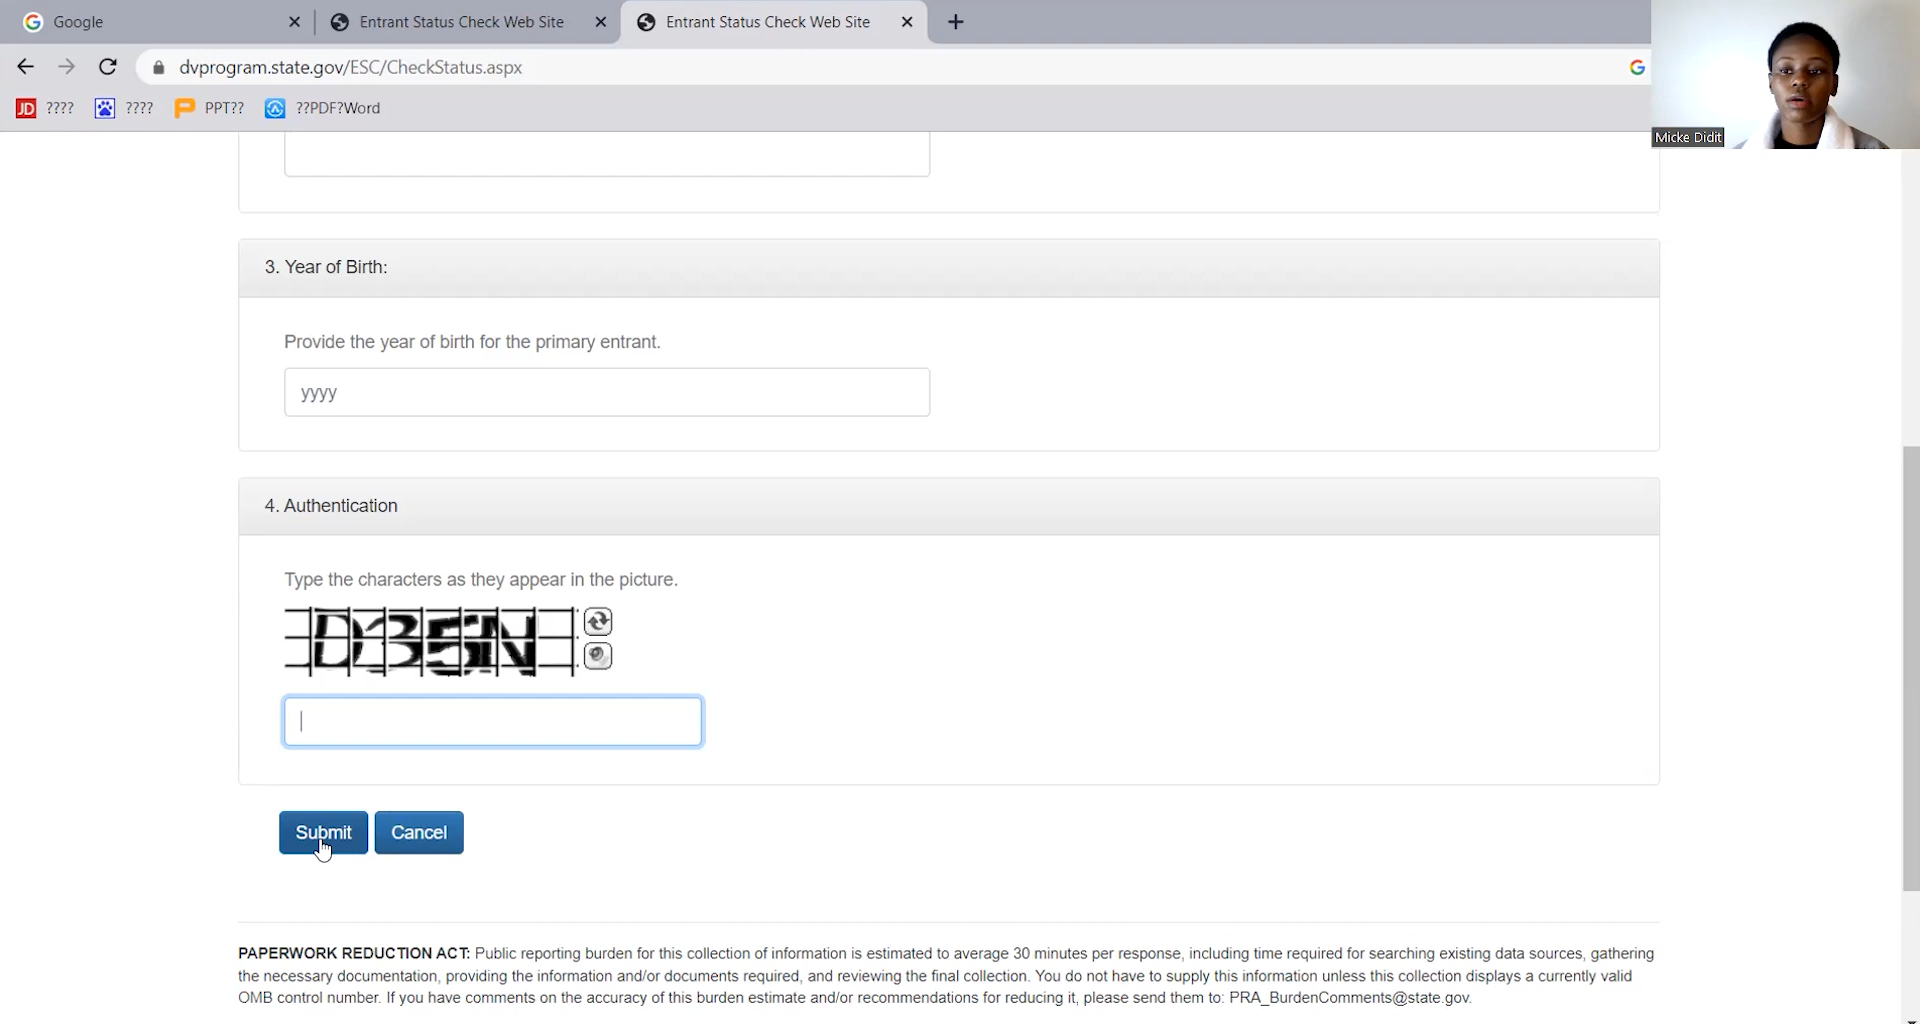 Google
Entrant Status Check Web Site
Entrant Status Check Web Site
dvprogram.state.gov/ESC/CheckStatus.aspx
JD ????
????
PPT??
??PDF?Word
Micke Didit
3. Year of Birth:
Provide the year of birth for the primary entrant.
yyyy
4. Authentication
Type the characters as they appear in the picture.
D35N
Submit
Cancel
PAPERWORK REDUCTION ACT: Public reporting burden for this collection of information is estimated to average 30 minutes per response, including time required for searching existing data sources, gathering
the necessary documentation, providing the information and/or documents required, and reviewing the final collection. You do not have to supply this information unless this collection displays a currently valid
OMB control number. If you have comments on the accuracy of this burden estimate and/or recommendations for reducing it, please send them to: PRA_BurdenComments@state.gov.